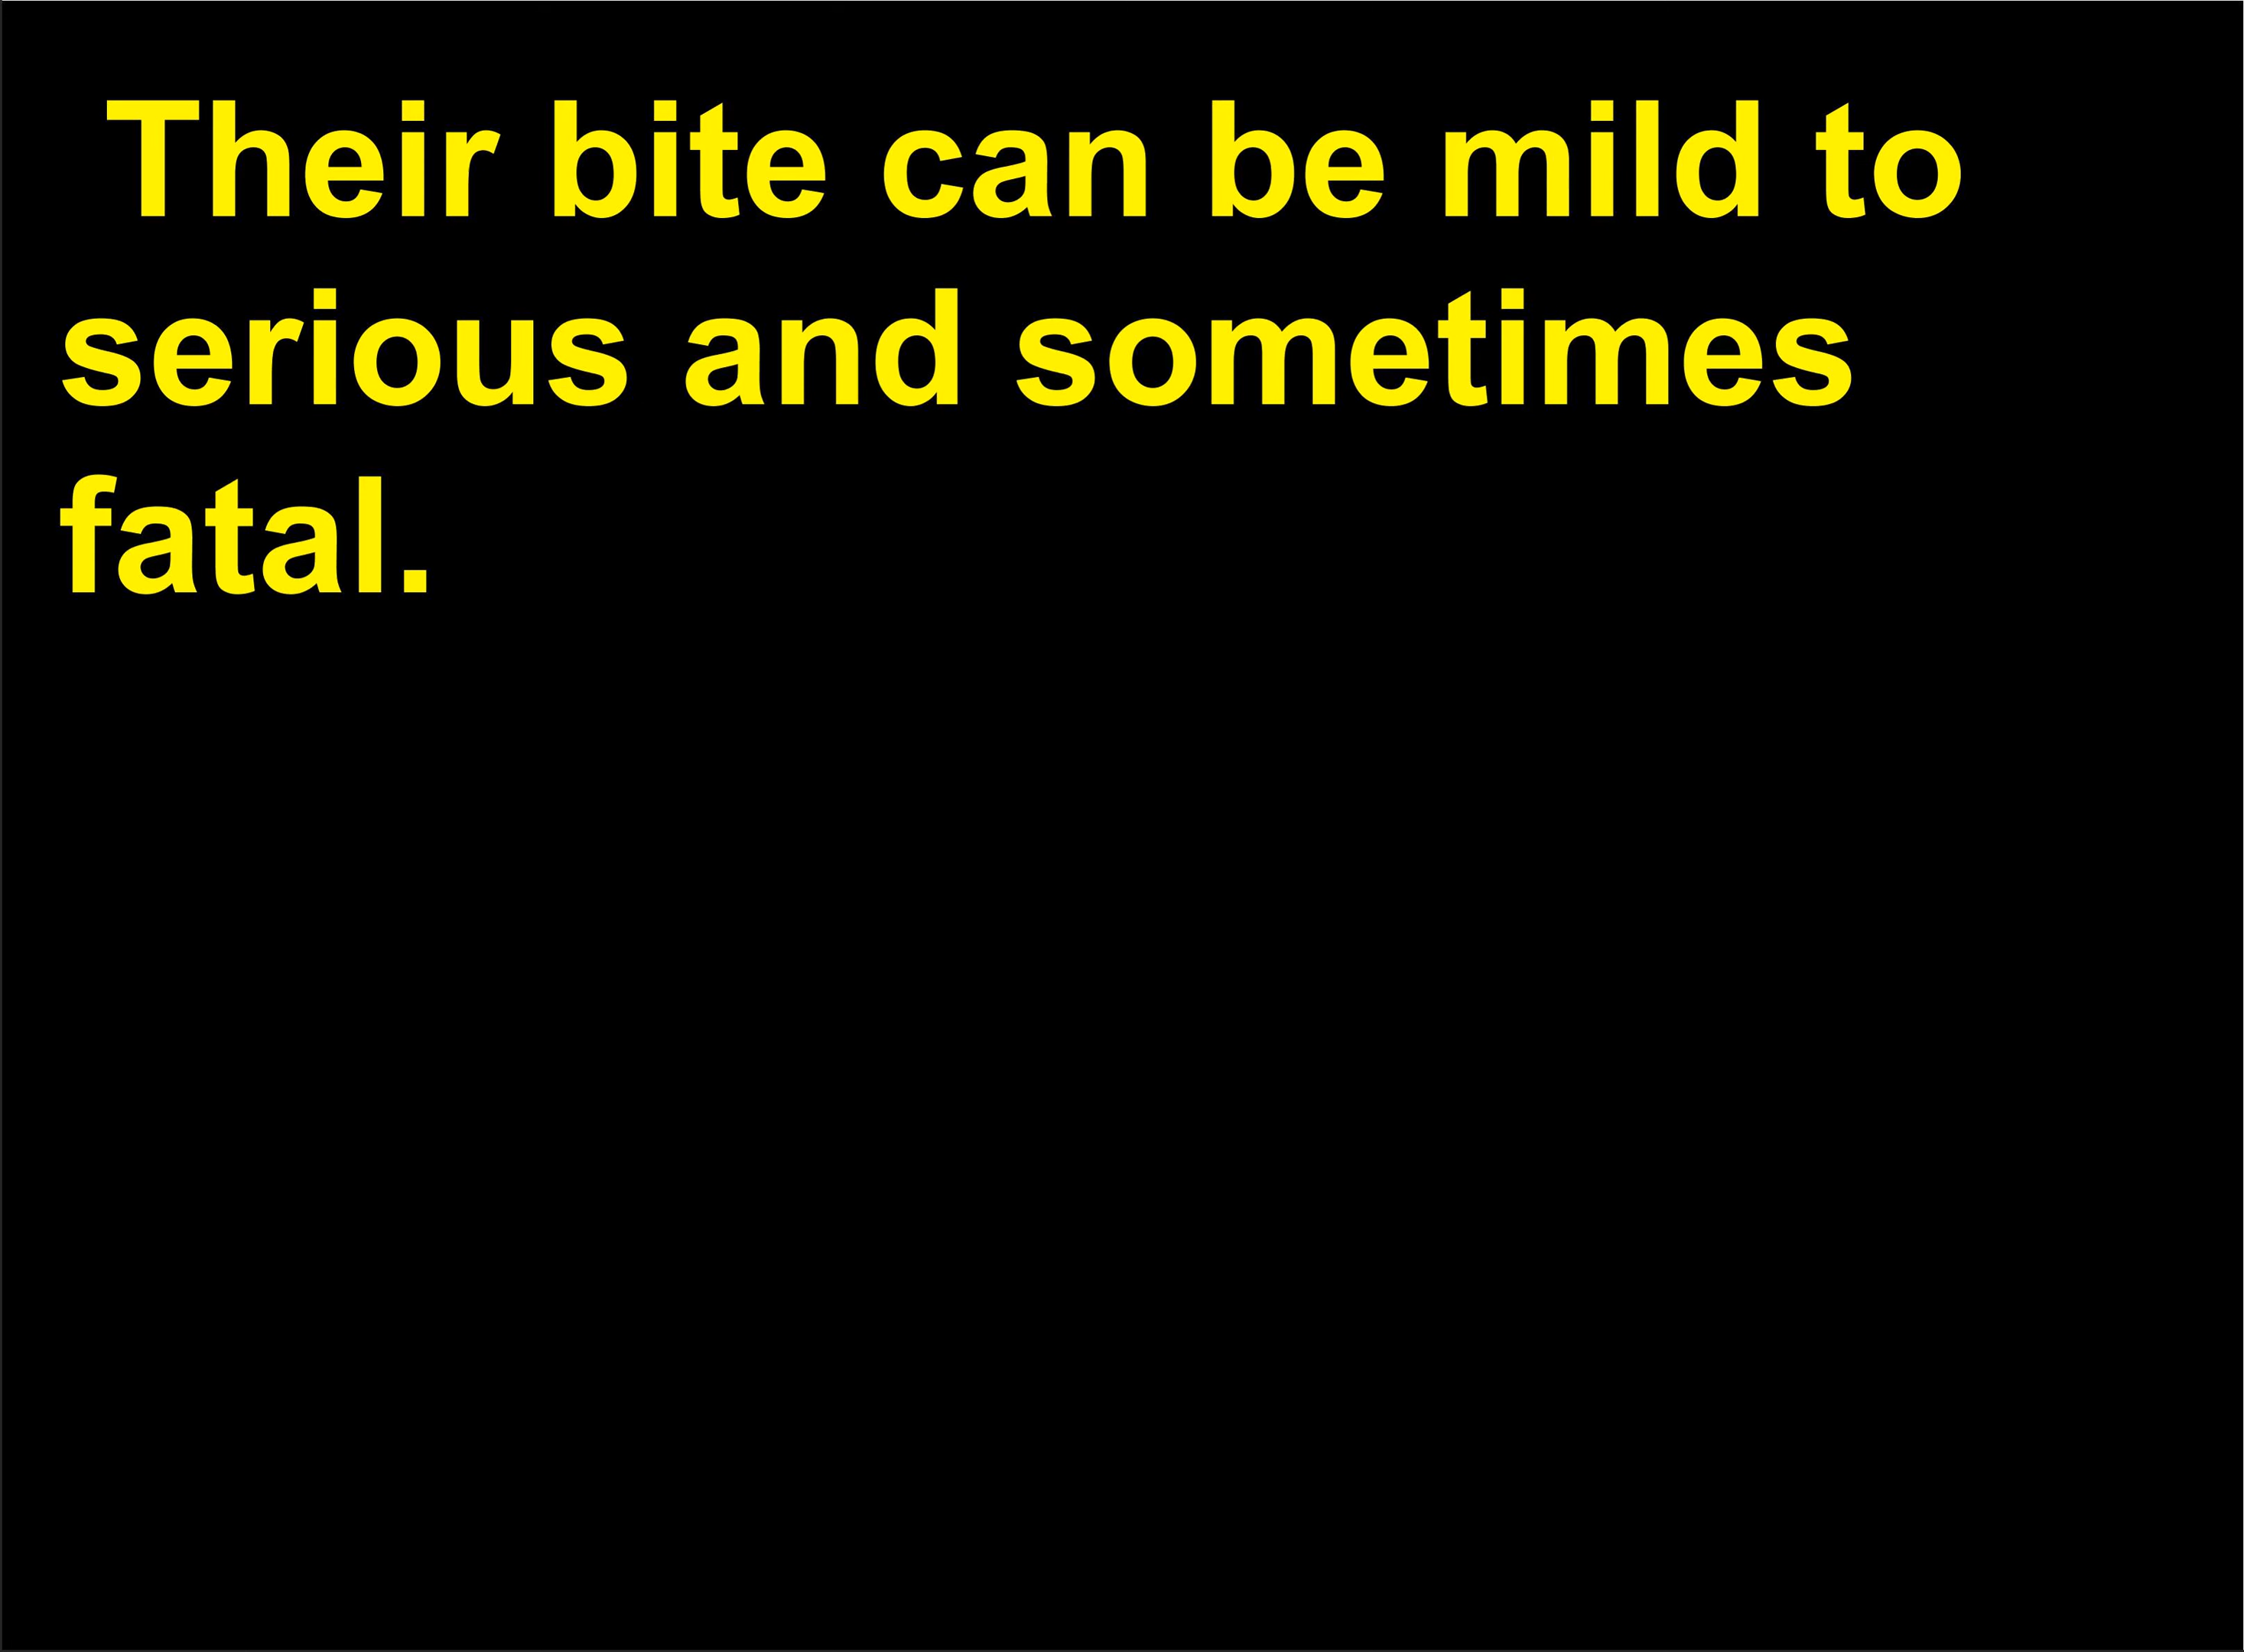 Their bite can be mild to
serious and sometimes
fatal.